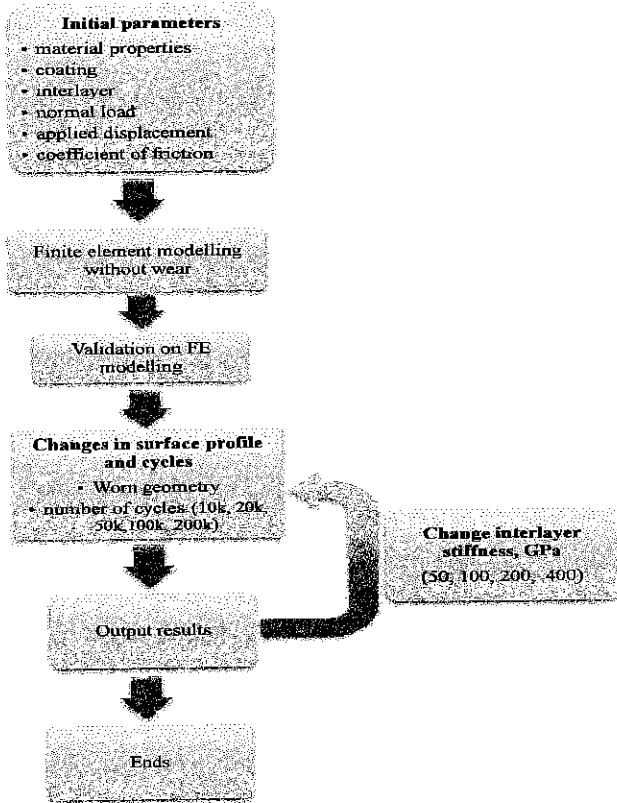 Initial parameters
• material properties
• coating
• interlayer
• normal load
• applied displacement
• coefficient of friction
Finite element modelling
without wear
Validation on FE
modelling
Changes in surface profile
and cycles
• Worn geometry
• number of cycles (10k, 20k,
50k,100k, 200k)
Change interlayer
stiffness, GPa
(50, 100, 200, 400)
Output results
Ends